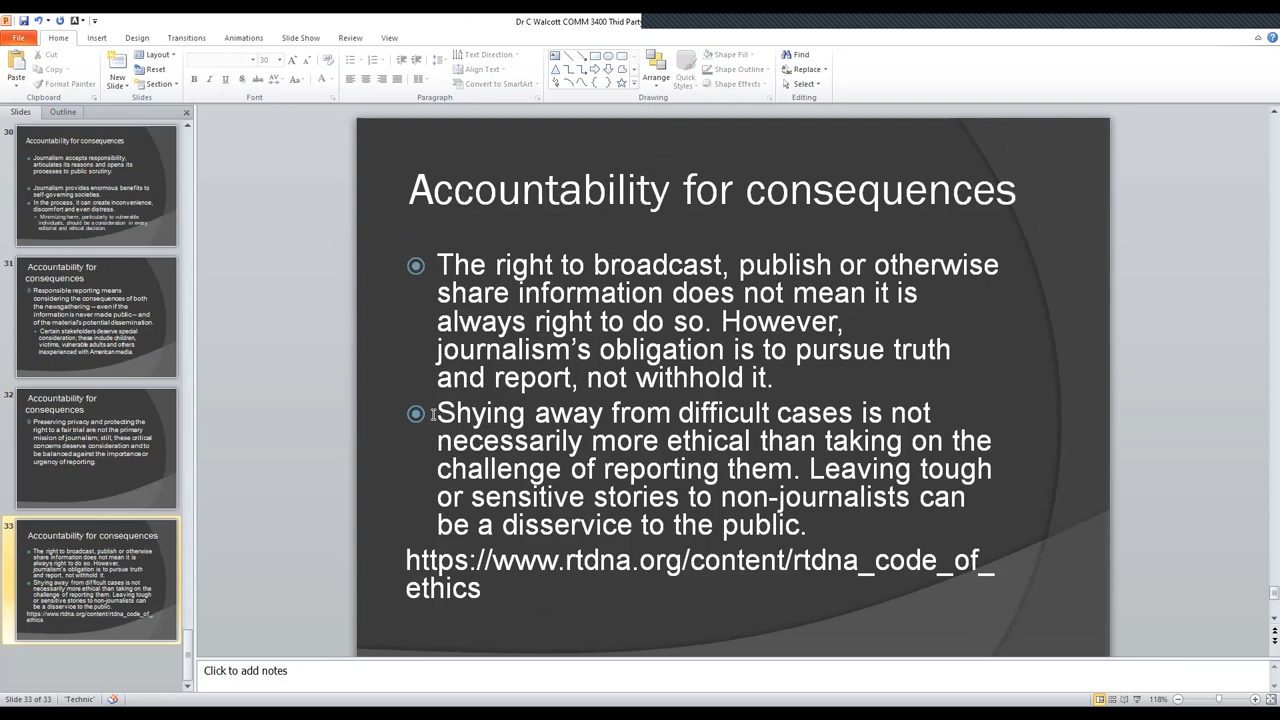 Dr C Walcott COMM 3400 Thid Party
File Home Insert Design Transitions Animations Slide Show Review View
Cut
Copy
Format Painter
Paste
Clipboard
New
Slide
Layout
Reset
Section
Slides
30
Font
Text Direction
Align Text
Convert to SmartArt
Paragraph
Arrange
Quick
Styles
Shape Fill
Shape Outline
Shape Effects
Drawing
Find
Replace
Select
Editing
Slides Outline
30
Accountability for consequences
Journalism accepts responsibility,
articulates its reasons and opens its
processes to public scrutiny.
Journalism provides enormous benefits to
self-governing societies.
In the process, it can create inconvenience,
discomfort and even distress.
Minimizing harm, particularly to vulnerable
individuals, should be a consideration in every
editorial and ethical decision.
31
Accountability for
consequences
Responsible reporting means
considering the consequences of both
the newsgathering – even if the
information is never made public – and
of the material's potential dissemination.
Certain stakeholders deserve special
consideration; these include children,
victims, vulnerable adults and others
inexperienced with American media.
32
Accountability for
consequences
Preserving privacy and protecting the
right to a fair trial are not the primary
mission of journalism; still, these critical
concerns deserve consideration and to
be balanced against the importance or
urgency of reporting.
33
Accountability for consequences
The right to broadcast, publish or otherwise
share information does not mean it is
always right to do so. However,
journalism's obligation is to pursue truth
and report, not withhold it.
Shying away from difficult cases is not
necessarily more ethical than taking on the
challenge of reporting them. Leaving tough
or sensitive stories to non-journalists can
be a disservice to the public.
https://www.rtdna.org/content/rtdna_code_of_
ethics
Accountability for consequences
The right to broadcast, publish or otherwise
share information does not mean it is
always right to do so. However,
journalism's obligation is to pursue truth
and report, not withhold it.
Shying away from difficult cases is not
necessarily more ethical than taking on the
challenge of reporting them. Leaving tough
or sensitive stories to non-journalists can
be a disservice to the public.
https://www.rtdna.org/content/rtdna_code_of_
ethics
Click to add notes
Slide 33 of 33 "Technic" 118%